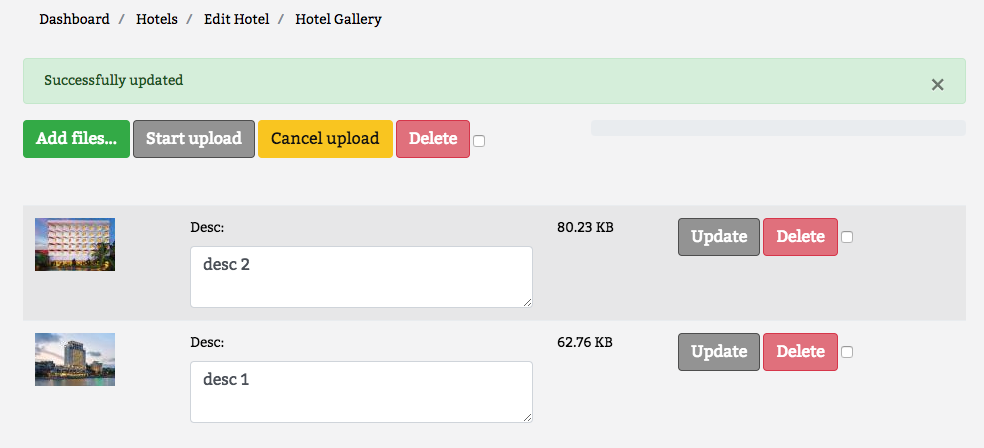 Dashboard / Hotels / Edit Hotel / Hotel Gallery
Successfully updated ×
Add files... Start upload Cancel upload Delete
Desc: 80.23 KB Update Delete
desc 2
Desc: 62.76 KB Update Delete
desc 1